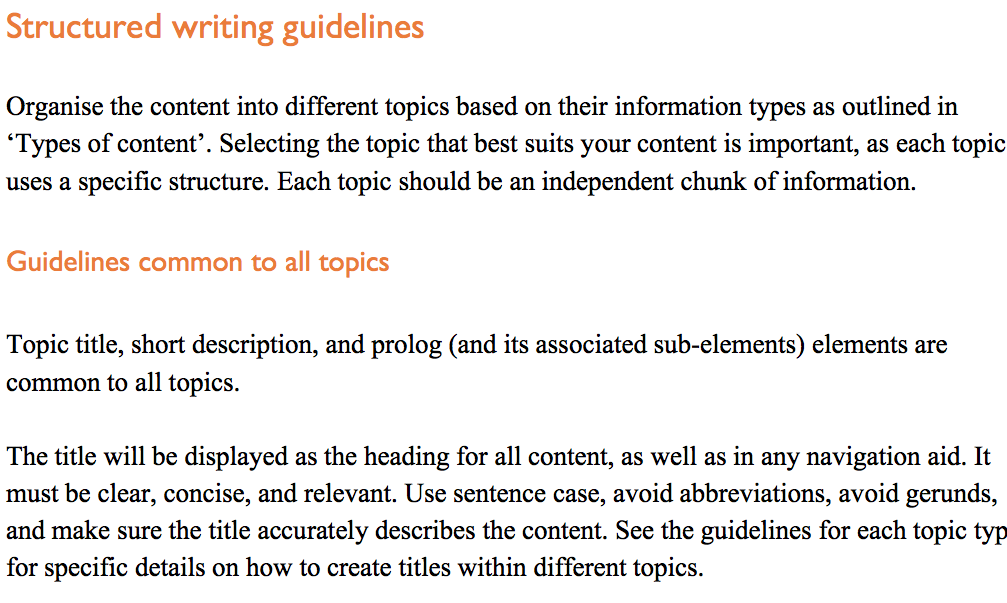 Structured writing guidelines
Organise the content into different topics based on their information types as outlined in
‘Types of content’. Selecting the topic that best suits your content is important, as each topic
uses a specific structure. Each topic should be an independent chunk of information.
Guidelines common to all topics
Topic title, short description, and prolog (and its associated sub-elements) elements are
common to all topics.
The title will be displayed as the heading for all content, as well as in any navigation aid. It
must be clear, concise, and relevant. Use sentence case, avoid abbreviations, avoid gerunds,
and make sure the title accurately describes the content. See the guidelines for each topic typ
for specific details on how to create titles within different topics.